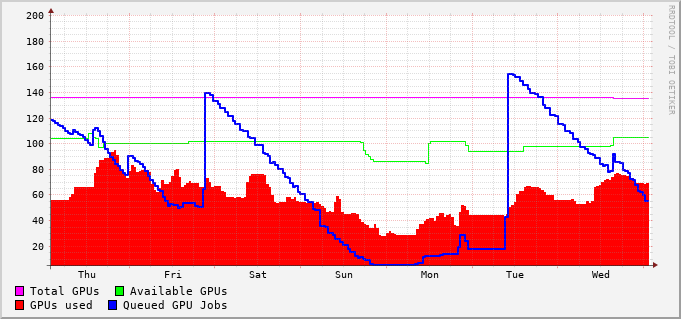 200
180
160
140
120
100
80
60
40
20
Thu Fri Sat Sun Mon Tue Wed
Total GPUs Available GPUs
GPUs used Queued GPU Jobs
RRDTOOL / TOBI OETIKER